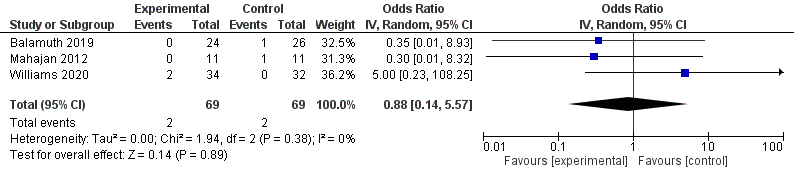 Experimental Control Odds Ratio Odds Ratio
Study or Subgroup Events Total Events Total Weight IV, Random, 95% CI IV, Random, 95% CI
Balamuth 2019 0 24 1 26 32.5% 0.35 [0.01, 8.93]
Mahajan 2012 0 11 1 11 31.3% 0.30 [0.01, 8.32]
Williams 2020 2 34 0 32 36.2% 5.00 [0.23, 108.25]
Total (95% CI) 69 69 100.0% 0.88 [0.14, 5.57]
Total events 2 2
Heterogeneity: Tau² = 0.00; Chi² = 1.94, df = 2 (P = 0.38); I² = 0%
Test for overall effect: Z = 0.14 (P = 0.89)
0.01 0.1 1 10 100
Favours [experimental] Favours [control]